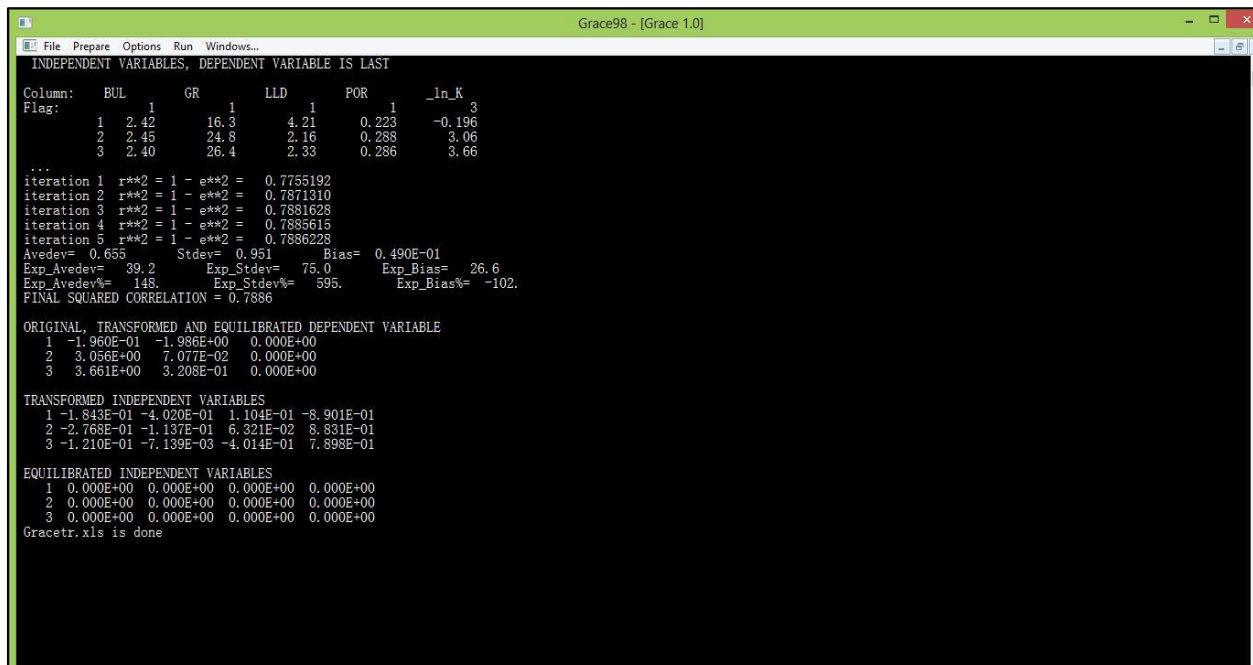 Grace98 - [Grace 1.0]
File Prepare Options Run Windows...
INDEPENDENT VARIABLES, DEPENDENT VARIABLE IS LAST
Column: BUL GR LLD POR _ln_K
Flag: 1 1 1 1 3
1 2.42 16.3 4.21 0.223 -0.196
2 2.45 24.8 2.16 0.288 3.06
3 2.40 26.4 2.33 0.286 3.66
...
iteration 1 r**2 = 1 - e**2 = 0.7755192
iteration 2 r**2 = 1 - e**2 = 0.7871310
iteration 3 r**2 = 1 - e**2 = 0.7881628
iteration 4 r**2 = 1 - e**2 = 0.7885615
iteration 5 r**2 = 1 - e**2 = 0.7886228
Avedev= 0.655 Stdev= 0.951 Bias= 0.490E-01
Exp_Avedev= 39.2 Exp_Stdev= 75.0 Exp_Bias= 26.6
Exp_Avedev%= 148. Exp_Stdev%= 595. Exp_Bias%= -102.
FINAL SQUARED CORRELATION = 0.7886
ORIGINAL, TRANSFORMED AND EQUILIBRATED DEPENDENT VARIABLE
1 -1.960E-01 -1.986E+00 0.000E+00
2 3.056E+00 7.077E-02 0.000E+00
3 3.661E+00 3.208E-01 0.000E+00
TRANSFORMED INDEPENDENT VARIABLES
1 -1.843E-01 -4.020E-01 1.104E-01 -8.901E-01
2 -2.768E-01 -1.137E-01 6.321E-02 8.831E-01
3 -1.210E-01 -7.139E-03 -4.014E-01 7.898E-01
EQUILIBRATED INDEPENDENT VARIABLES
1 0.000E+00 0.000E+00 0.000E+00 0.000E+00
2 0.000E+00 0.000E+00 0.000E+00 0.000E+00
3 0.000E+00 0.000E+00 0.000E+00 0.000E+00
Gracetr.xls is done